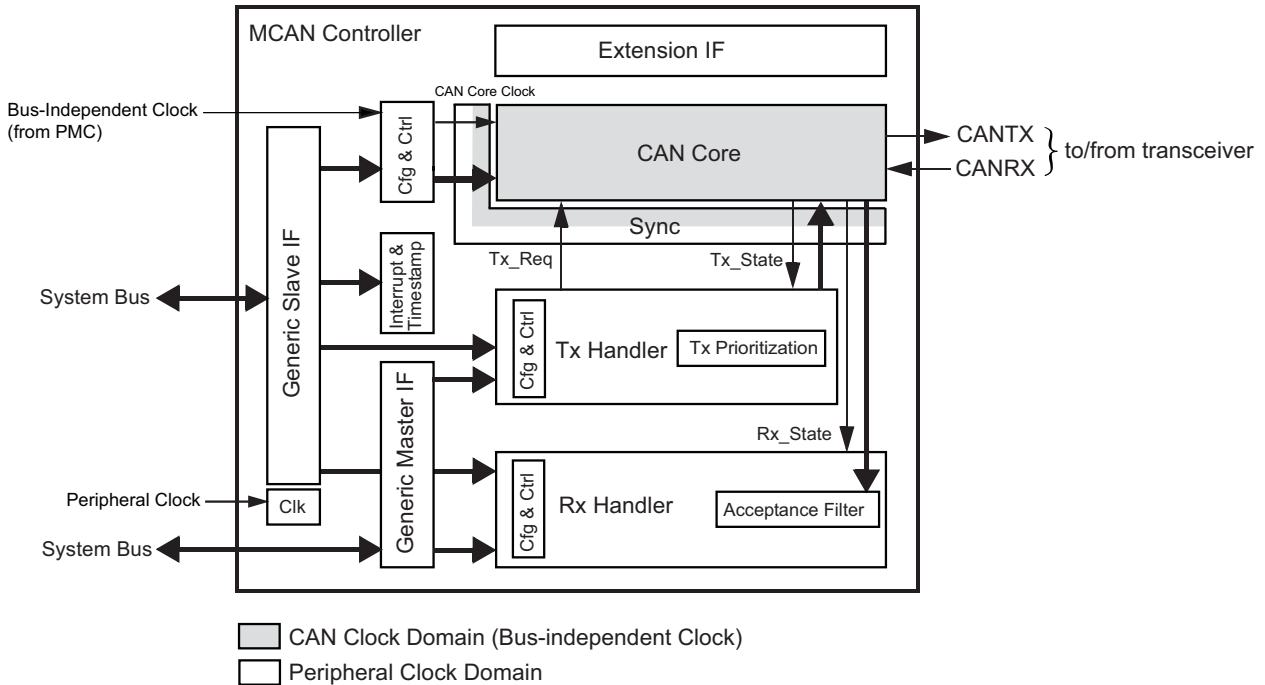 MCAN Controller
Extension IF
CAN Core Clock
Bus-Independent Clock
(from PMC)
Cfg & Ctrl
CAN Core
CANTX
CANRX
to/from transceiver
Sync
Tx_Req
Tx_State
System Bus
Generic Slave IF
Interrupt &
Timestamp
Cfg & Ctrl
Tx Handler
Tx Prioritization
Generic Master IF
Rx_State
Peripheral Clock
Clk
Cfg & Ctrl
Rx Handler
Acceptance Filter
System Bus
CAN Clock Domain (Bus-independent Clock)
Peripheral Clock Domain